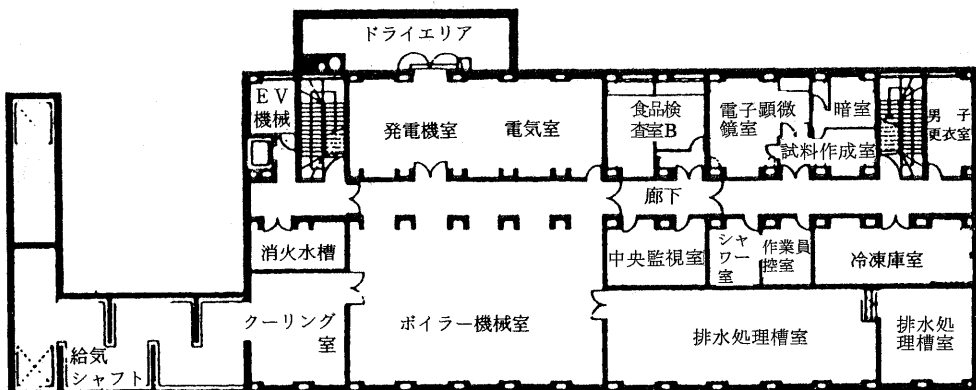 ドライエリア
EV
機械
発電機室
電気室
食品検
査室B
電子顕微
鏡室
暗室
試料作成室
男子
更衣室
廊下
消火水槽
中央監視室
シャ
ワー
室
作業員
控室
冷凍庫室
クーリング
室
ボイラー機械室
排水処理槽室
排水処
理槽室
給気
シャフト